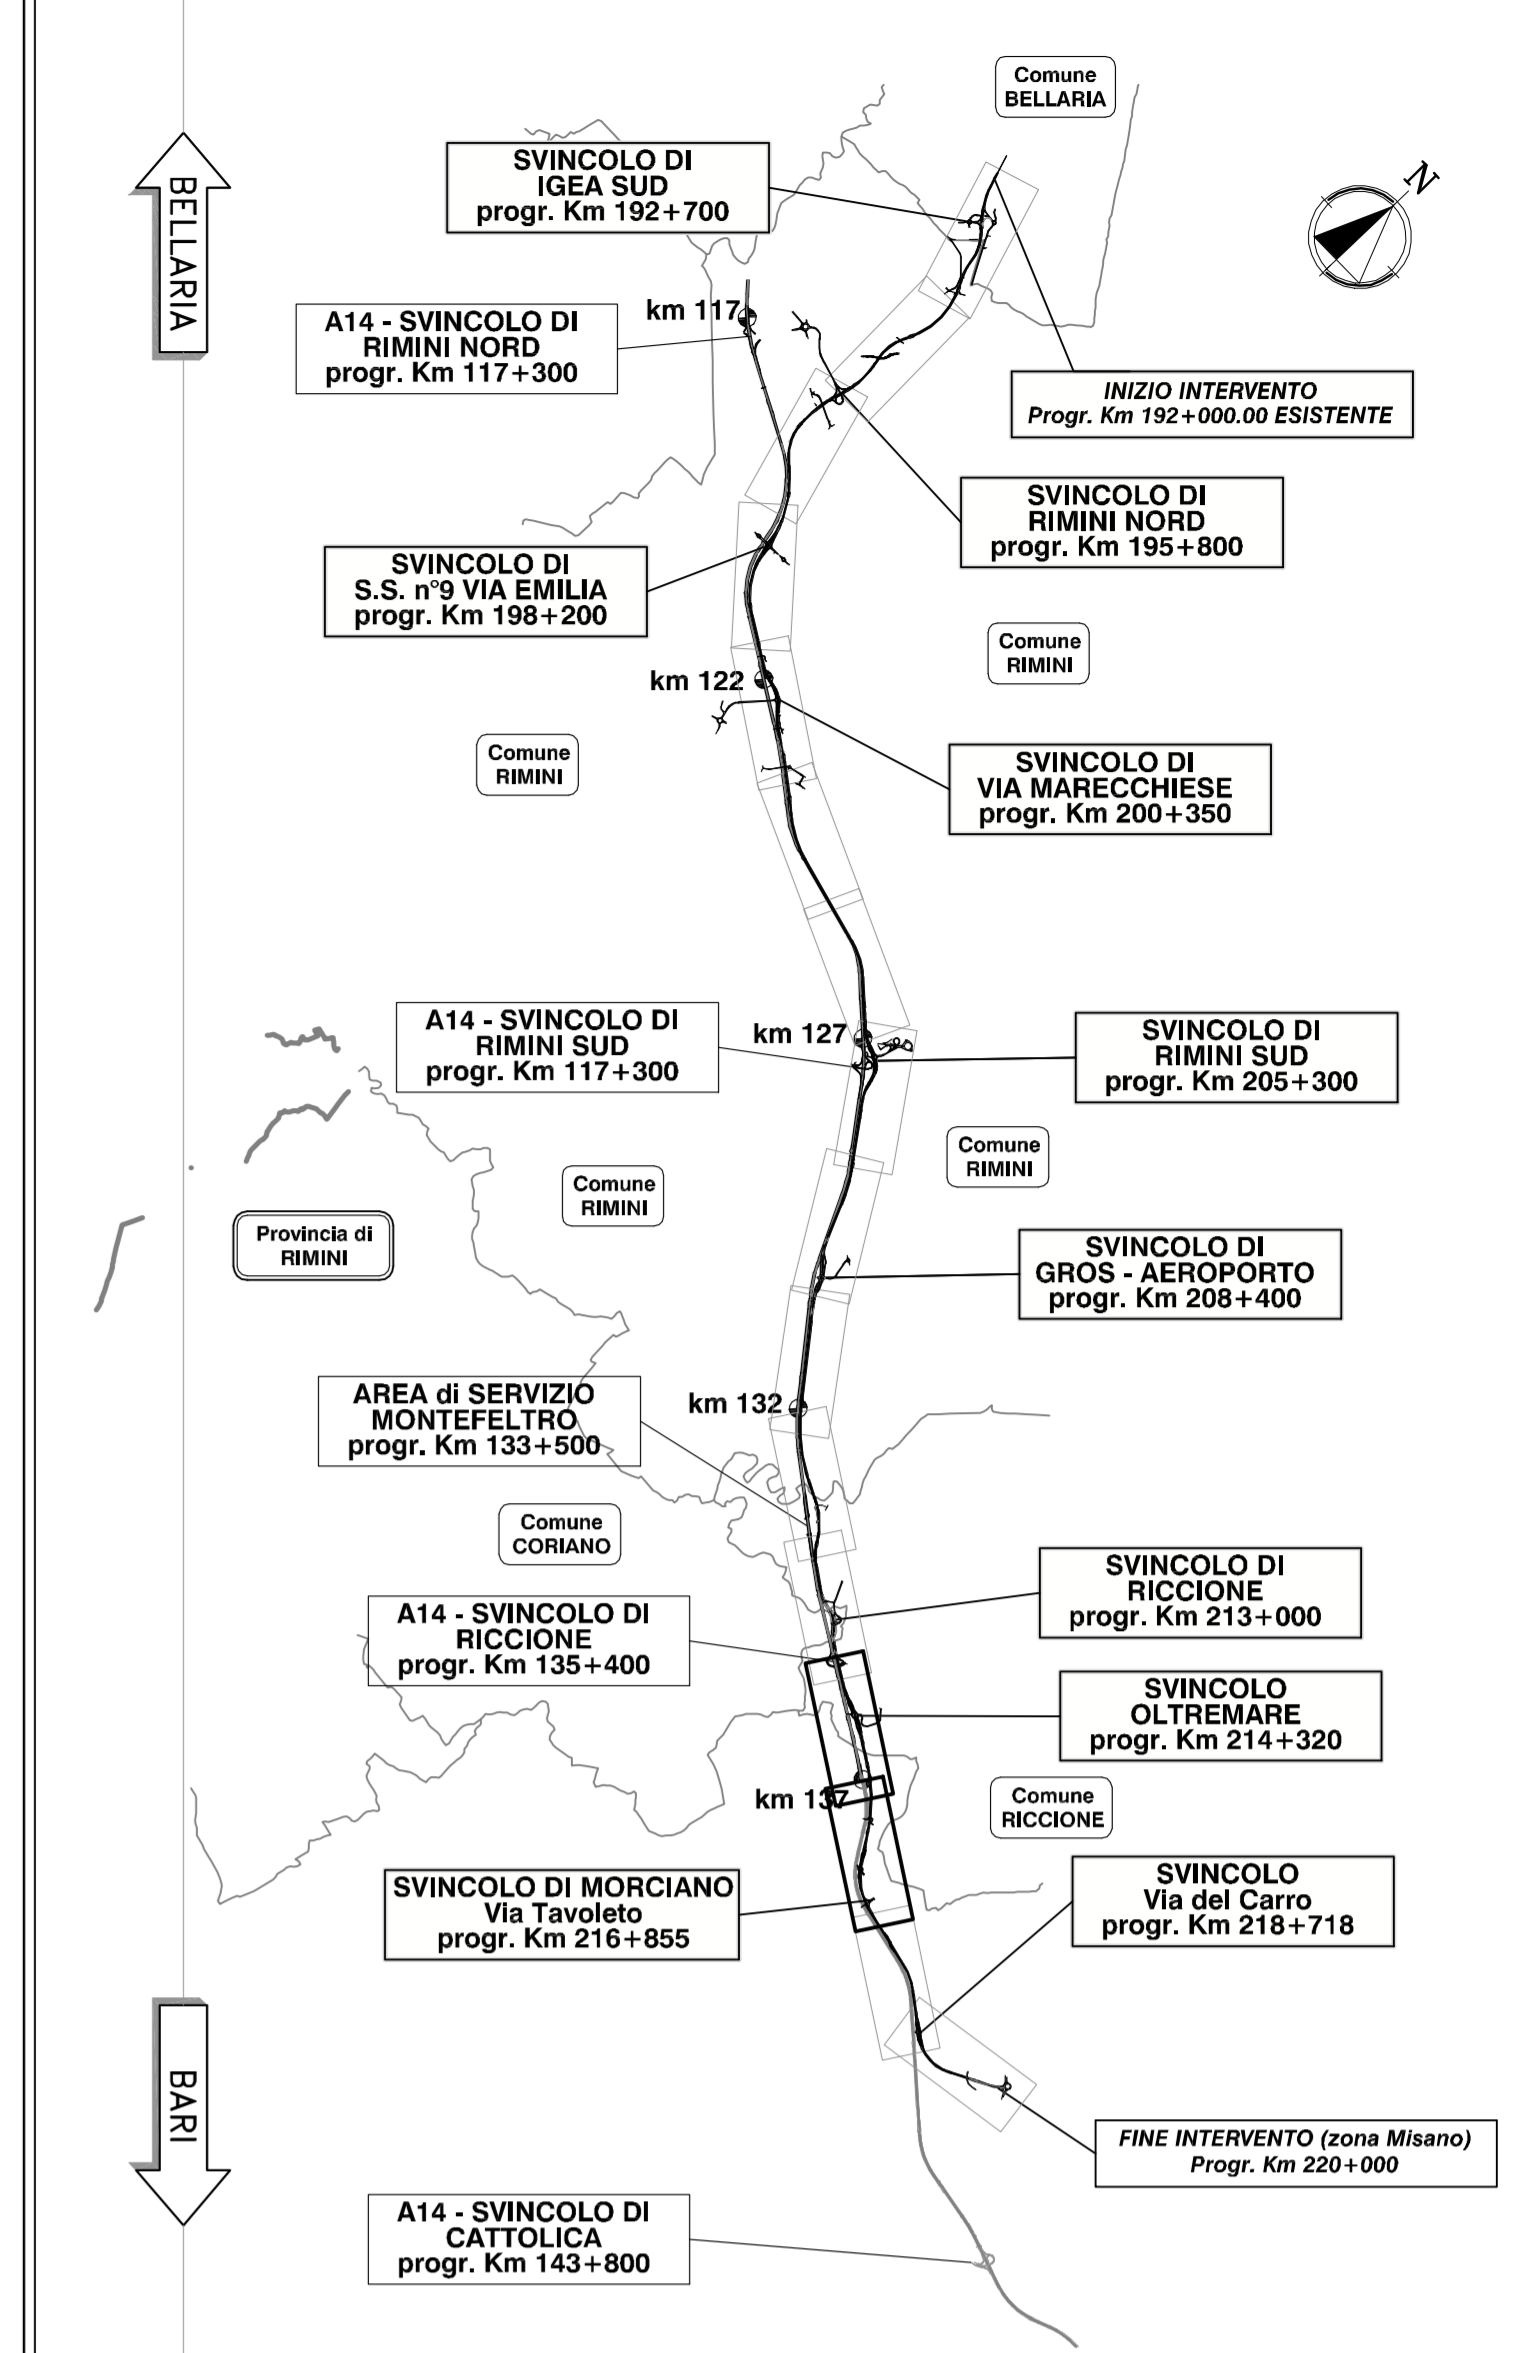 Comune
BELLARIA
SVINCOLO DI
IGEA SUD
progr. Km 192+700
BELLARIA
N
km 117
A14 - SVINCOLO DI
RIMINI NORD
progr. Km 117+300
INIZIO INTERVENTO
Progr. Km 192+000.00 ESISTENTE
SVINCOLO DI
RIMINI NORD
progr. Km 195+800
SVINCOLO DI
S.S. n°9 VIA EMILIA
progr. Km 198+200
Comune
RIMINI
km 122
Comune
RIMINI
SVINCOLO DI
VIA MARECCHIESE
progr. Km 200+350
A14 - SVINCOLO DI
RIMINI SUD
progr. Km 117+300
km 127
SVINCOLO DI
RIMINI SUD
progr. Km 205+300
Comune
RIMINI
Comune
RIMINI
Provincia di
RIMINI
SVINCOLO DI
GROS - AEROPORTO
progr. Km 208+400
AREA di SERVIZIO
MONTEFELTRO
progr. Km 133+500
km 132
Comune
CORIANO
SVINCOLO DI
RICCIONE
progr. Km 213+000
A14 - SVINCOLO DI
RICCIONE
progr. Km 135+400
SVINCOLO
OLTREMARE
progr. Km 214+320
km 137
Comune
RICCIONE
SVINCOLO DI MORCIANO
Via Tavoleto
progr. Km 216+855
SVINCOLO
Via del Carro
progr. Km 218+718
BARI
FINE INTERVENTO (zona Misano)
Progr. Km 220+000
A14 - SVINCOLO DI
CATTOLICA
progr. Km 143+800